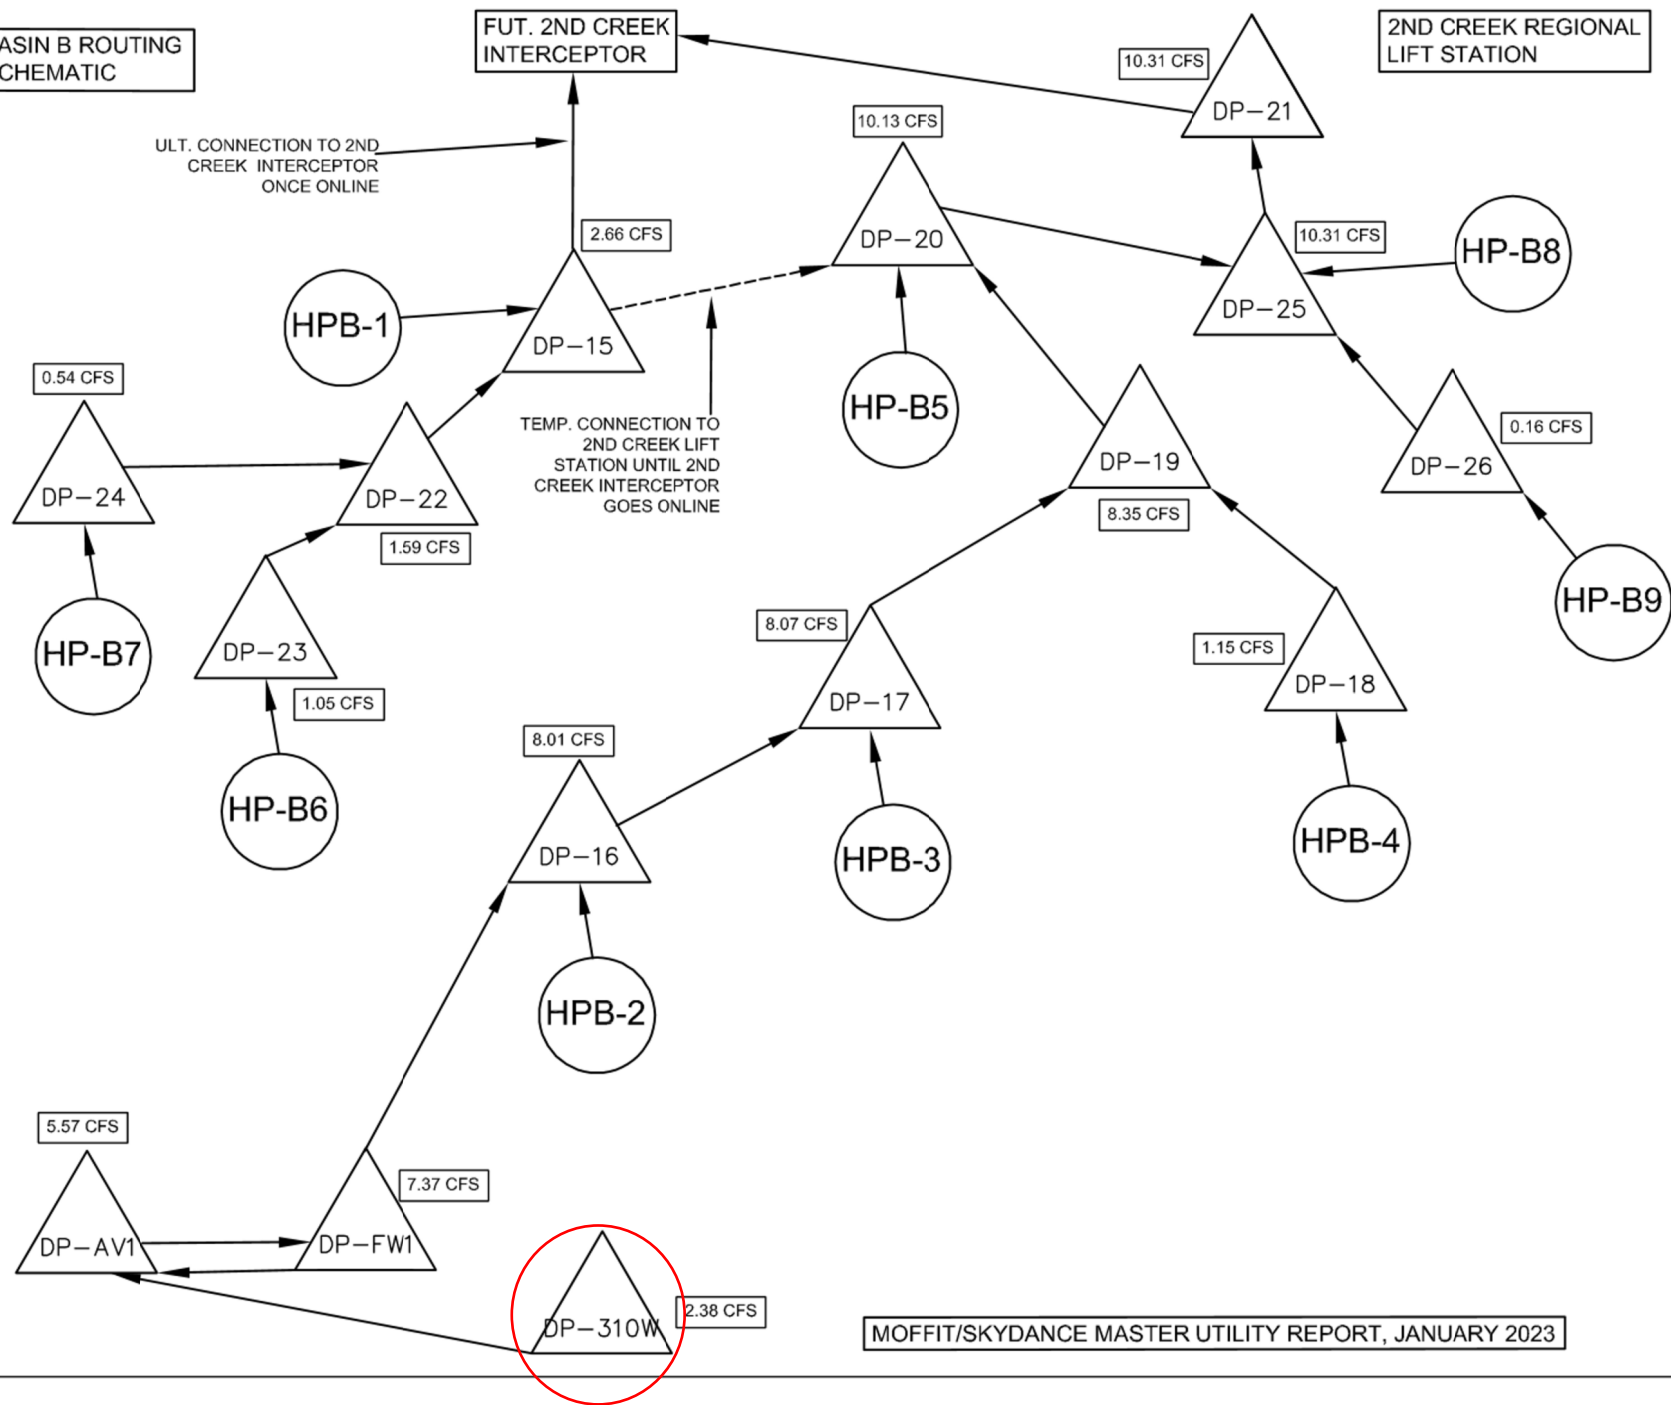 ASIN B ROUTING
CHEMATIC
FUT. 2ND CREEK
INTERCEPTOR
2ND CREEK REGIONAL
LIFT STATION
10.31 CFS
DP-21
10.13 CFS
DP-20
ULT. CONNECTION TO 2ND
CREEK INTERCEPTOR
ONCE ONLINE
2.66 CFS
DP-15
10.31 CFS
DP-25
HP-B8
HPB-1
0.54 CFS
DP-24
DP-22
1.59 CFS
TEMP. CONNECTION TO
2ND CREEK LIFT
STATION UNTIL 2ND
CREEK INTERCEPTOR
GOES ONLINE
HP-B5
DP-19
8.35 CFS
DP-26
0.16 CFS
HP-B7
DP-23
1.05 CFS
HP-B6
8.07 CFS
DP-17
1.15 CFS
DP-18
HP-B9
8.01 CFS
DP-16
HPB-3
HPB-4
HPB-2
5.57 CFS
DP-AV1
7.37 CFS
DP-FW1
DP-310W
2.38 CFS
MOFFIT/SKYDANCE MASTER UTILITY REPORT, JANUARY 2023